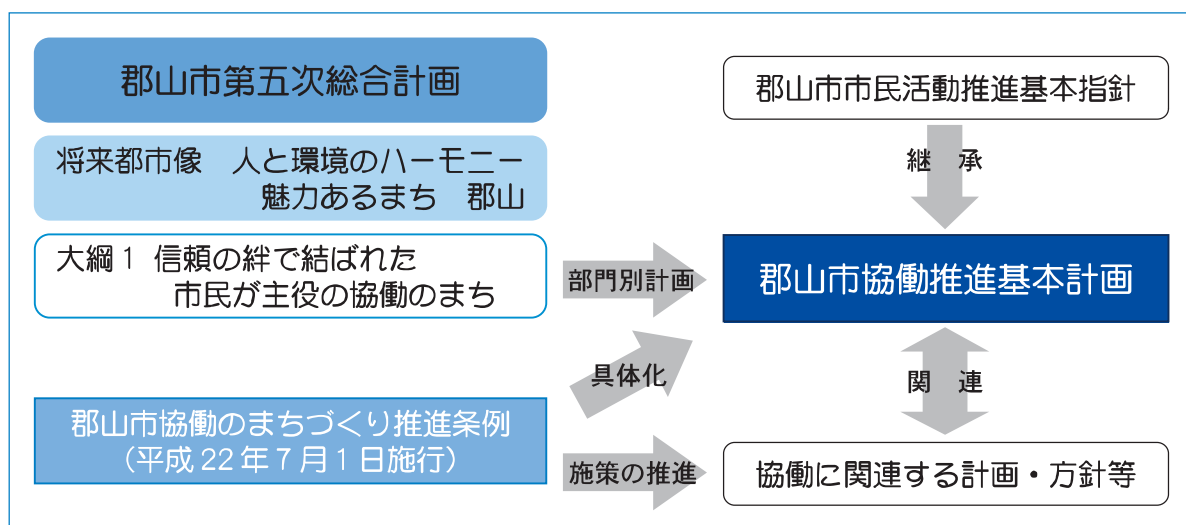 郡山市第五次総合計画
将来都市像　人と環境のハーモニー
魅力あるまち　郡山
大綱1 信頼の絆で結ばれた
市民が主役の協働のまち
郡山市協働のまちづくり推進条例
（平成22年7月1日施行）
部門別計画
具体化
施策の推進
郡山市市民活動推進基本指針
継　承
郡山市協働推進基本計画
関　連
協働に関連する計画・方針等